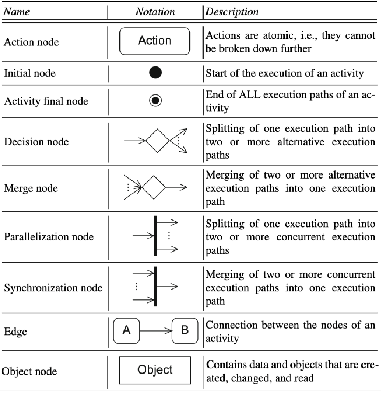 Name Notation Description
Action node Action Actions are atomic, i.e., they cannot
be broken down further
Initial node Start of the execution of an activity
Activity final node End of ALL execution paths of an ac-
tivity
Decision node Splitting of one execution path into
two or more alternative execution
paths
Merge node Merging of two or more alternative
execution paths into one execution
path
Parallelization node Splitting of one execution path into
two or more concurrent execution
paths
Synchronization node Merging of two or more concurrent
execution paths into one execution
path
Edge A B Connection between the nodes of an
activity
Object node Object Contains data and objects that are cre-
ated, changed, and read